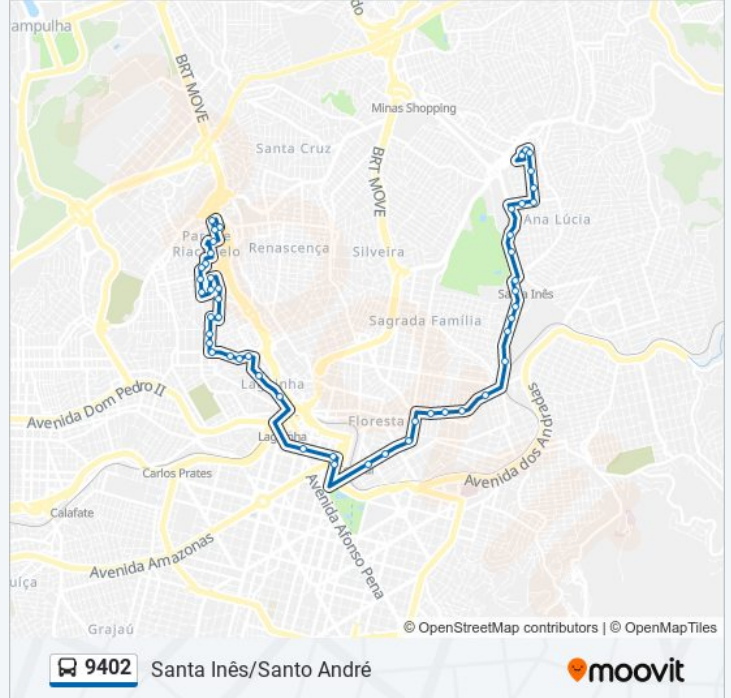 ampulha
do
BRT MOVE
Minas Shopping
Santa Cruz
BRT MOVE
Ana Lúcia
Renascença
Silveira
Santa Inês
Sagrada Família
Avenida Dom Pedro II
Lagoinha
Floresta
Lagoinha
Avenida dos Andradas
Carlos Prates
Avenida Afonso Pena
Calafate
Avenida Amazonas
uíça
Grajaú
© OpenStreetMap contributors | © OpenMapTiles
9402 Santa Inês/Santo André
moovit